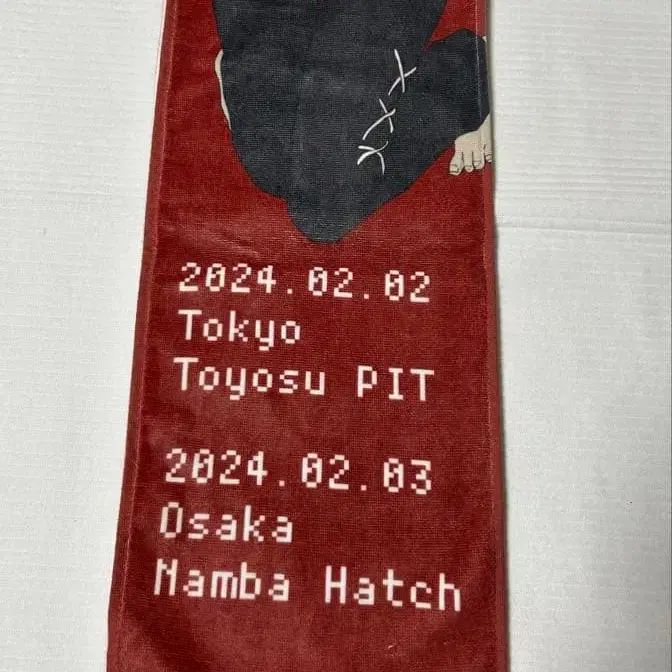 2024.02.02
Tokyo
Toyosu PIT
2024.02.03
Osaka
Namba Hatch